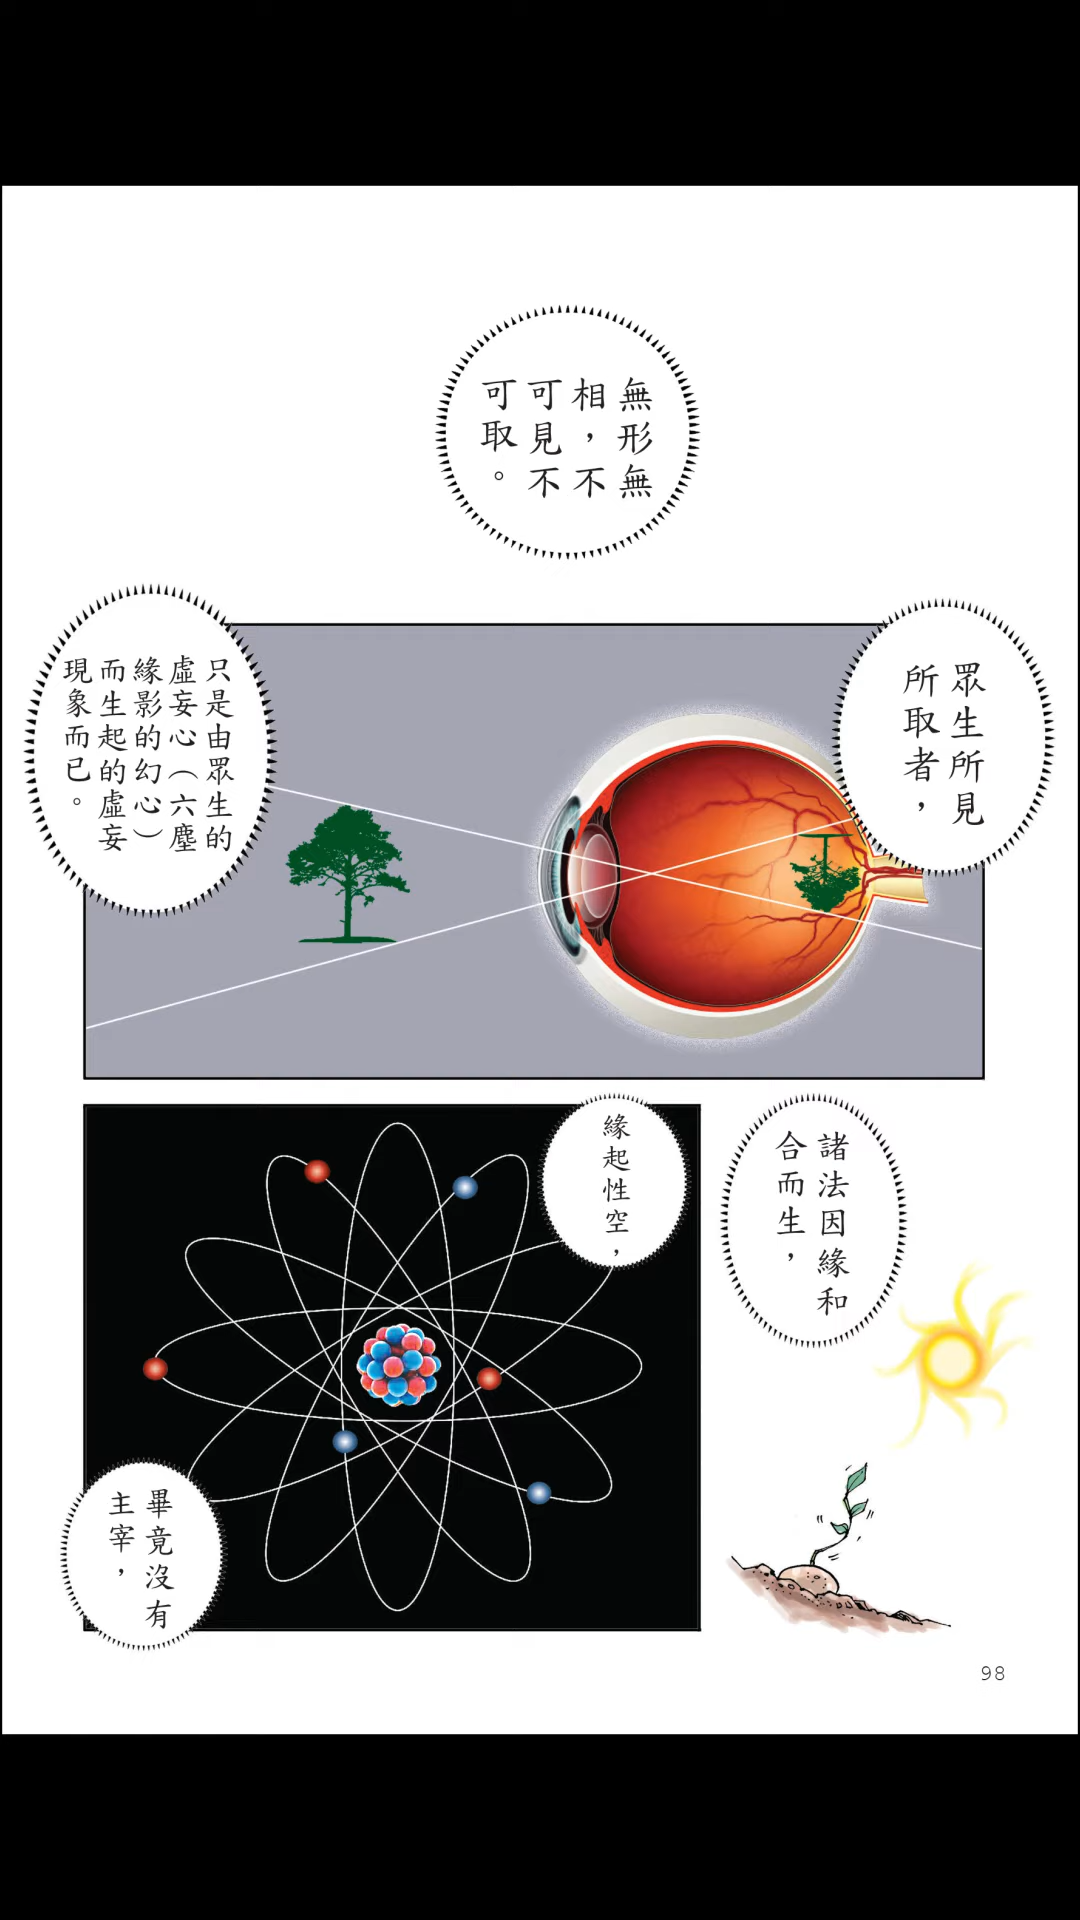 無形無
相，不
可見不
可取。
眾生所見
所取者，
只是由眾生的
虛妄心（六塵
緣影的幻心）
而生起的虛妄
現象而已。
諸法因緣和
合而生，
緣起性空，
畢竟沒有
主宰，
98